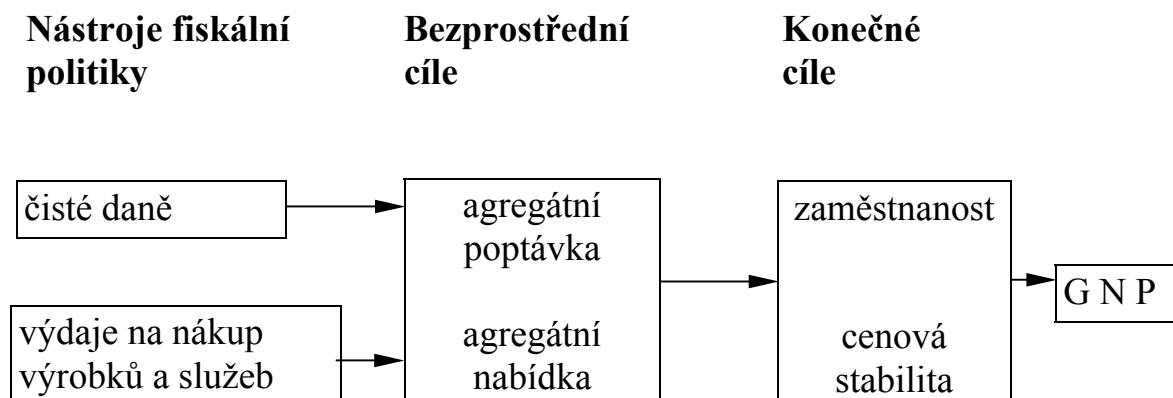 Nástroje fiskální
politiky
Bezprostřední
cíle
Konečné
cíle
čisté daně
výdaje na nákup
výrobků a služeb
agregátní
poptávka
agregátní
nabídka
zaměstnanost
cenová
stabilita
G N P